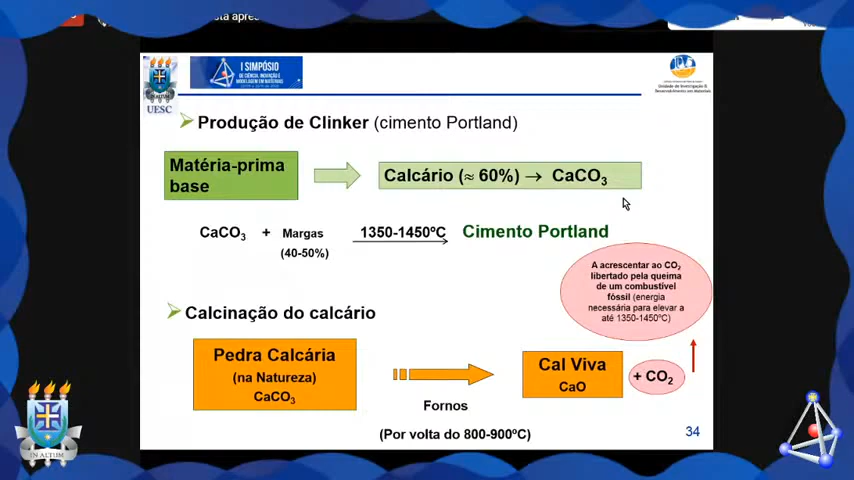 I SIMPÓSIO
DE CIÊNCIA, INOVAÇÃO E
MODELAGEM EM MATERIAIS
UESC
Produção de Clinker (cimento Portland)
Matéria-prima
base
Calcário (≈ 60%) → CaCO₃
CaCO₃ + Margas 1350-1450ºC Cimento Portland
(40-50%)
A acrescentar ao CO₂
libertado pela queima
de um combustível
fóssil (energia
necessária para elevar a
até 1350-1450ºC)
Calcinação do calcário
Pedra Calcária
(na Natureza)
CaCO₃
Fornos
(Por volta do 800-900ºC)
Cal Viva
CaO
+ CO₂
34
IN ALTUM